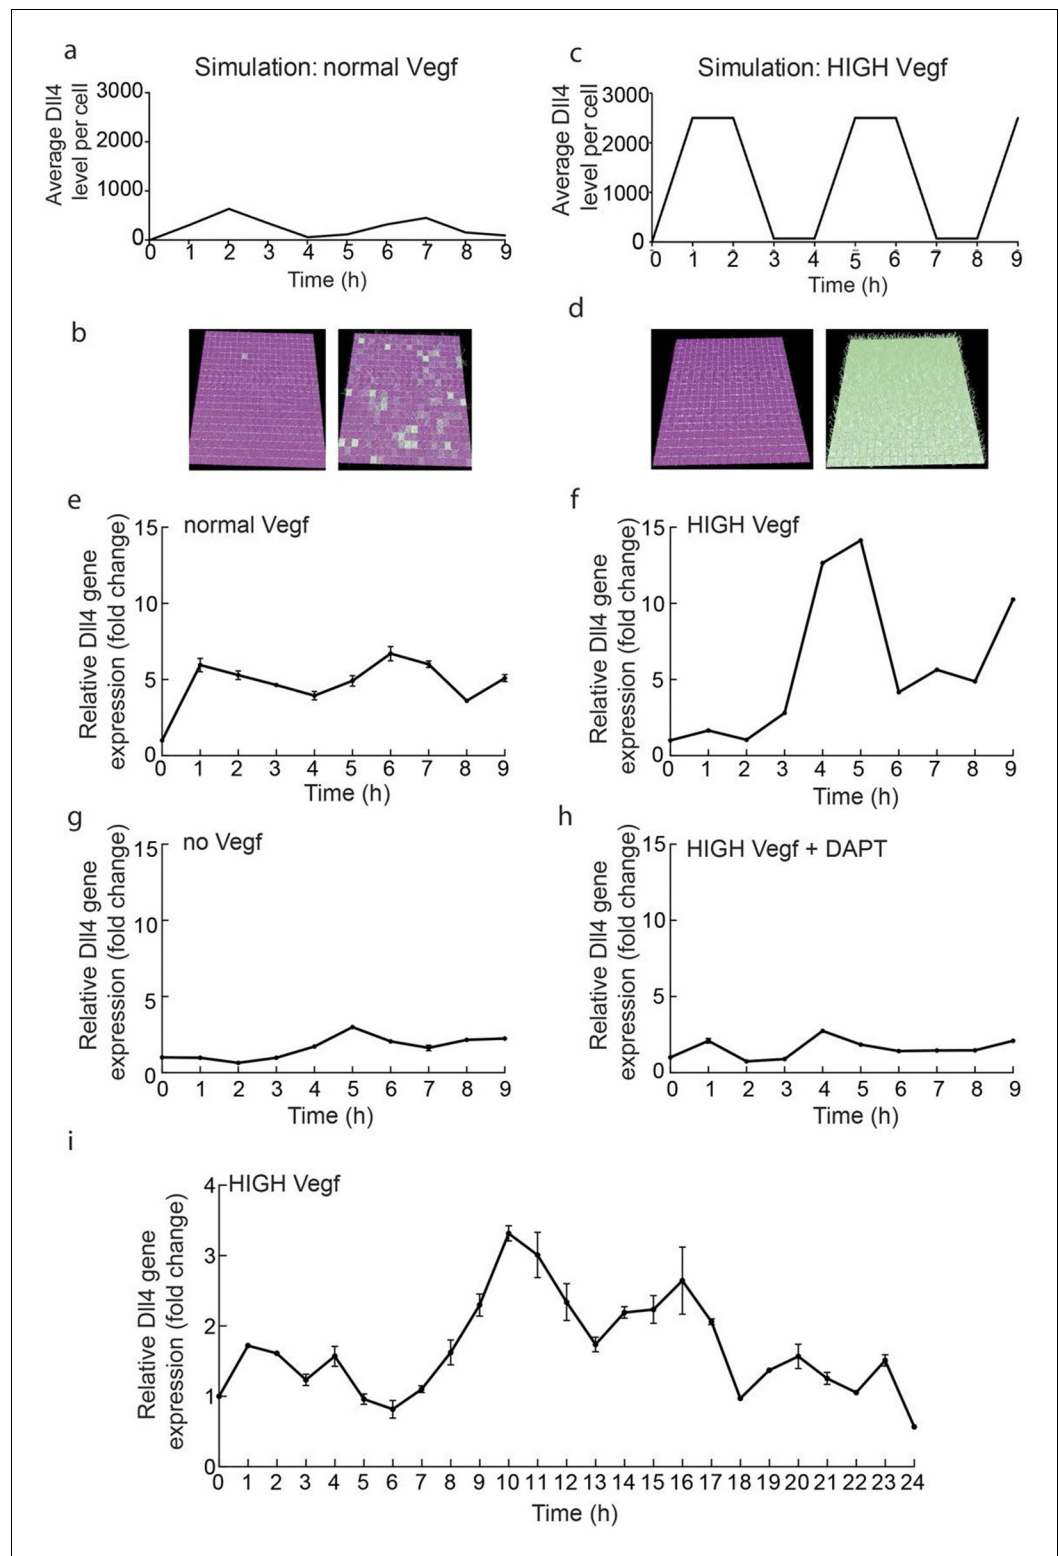 a
Simulation: normal Vegf
Average Dll4
level per cell
3000
2000
1000
0
0 1 2 3 4 5 6 7 8 9
Time (h)
c
Simulation: HIGH Vegf
Average Dll4
level per cell
3000
2000
1000
0
0 1 2 3 4 5 6 7 8 9
Time (h)
b
d
e
normal Vegf
Relative Dll4 gene
expression (fold change)
15
10
5
0
0 1 2 3 4 5 6 7 8 9
Time (h)
f
HIGH Vegf
Relative Dll4 gene
expression (fold change)
15
10
5
0
0 1 2 3 4 5 6 7 8 9
Time (h)
g
no Vegf
Relative Dll4 gene
expression (fold change)
15
10
5
0
0 1 2 3 4 5 6 7 8 9
Time (h)
h
HIGH Vegf + DAPT
Relative Dll4 gene
expression (fold change)
15
10
5
0
0 1 2 3 4 5 6 7 8 9
Time (h)
i
HIGH Vegf
Relative Dll4 gene
expression (fold change)
4
3
2
1
0
0 1 2 3 4 5 6 7 8 9 10 11 12 13 14 15 16 17 18 19 20 21 22 23 24
Time (h)